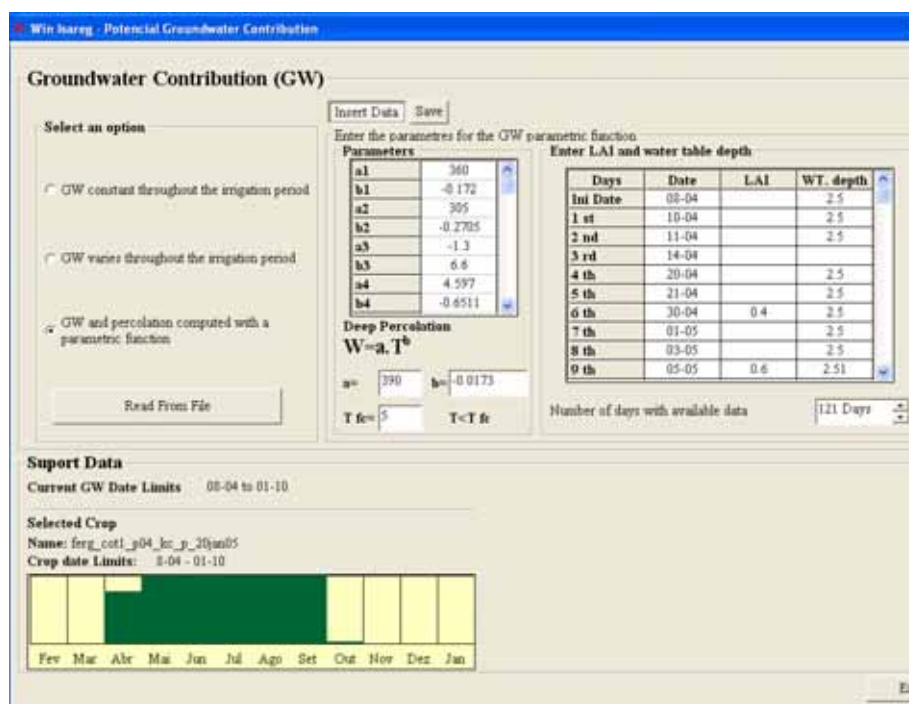 Win Isareg - Potencial Groundwater Contribution
Groundwater Contribution (GW)
Select an option
GW constant throughout the irrigation period
GW varies throughout the irrigation period
GW and percolation computed with a
parametric function
Read From File
Insert Data Save
Enter the parametres for the GW parametric function
Parameters
a1 360
b1 -0.172
a2 305
b2 -0.2705
a3 -1.3
b3 6.6
a4 4.597
b4 -0.6511
Deep Percolation
W=a.T^b
a= 390 b= -0.0173
T fc= 5 T<T fc
Enter LAI and water table depth
Days Date LAI WT. depth
Ini Date 08-04 2.5
1 st 10-04 2.5
2 nd 11-04 2.5
3 rd 14-04
4 th 20-04 2.5
5 th 21-04 2.5
6 th 30-04 0.4 2.5
7 th 01-05 2.5
8 th 03-05 2.5
9 th 05-05 0.6 2.51
Number of days with available data 121 Days
Suport Data
Current GW Date Limits 08-04 to 01-10
Selected Crop
Name: ferg_cot1_p04_kc_p_20jan05
Crop date Limits: 8-04 - 01-10
Fev Mar Abr Mai Jun Jul Ago Set Out Nov Dez Jan